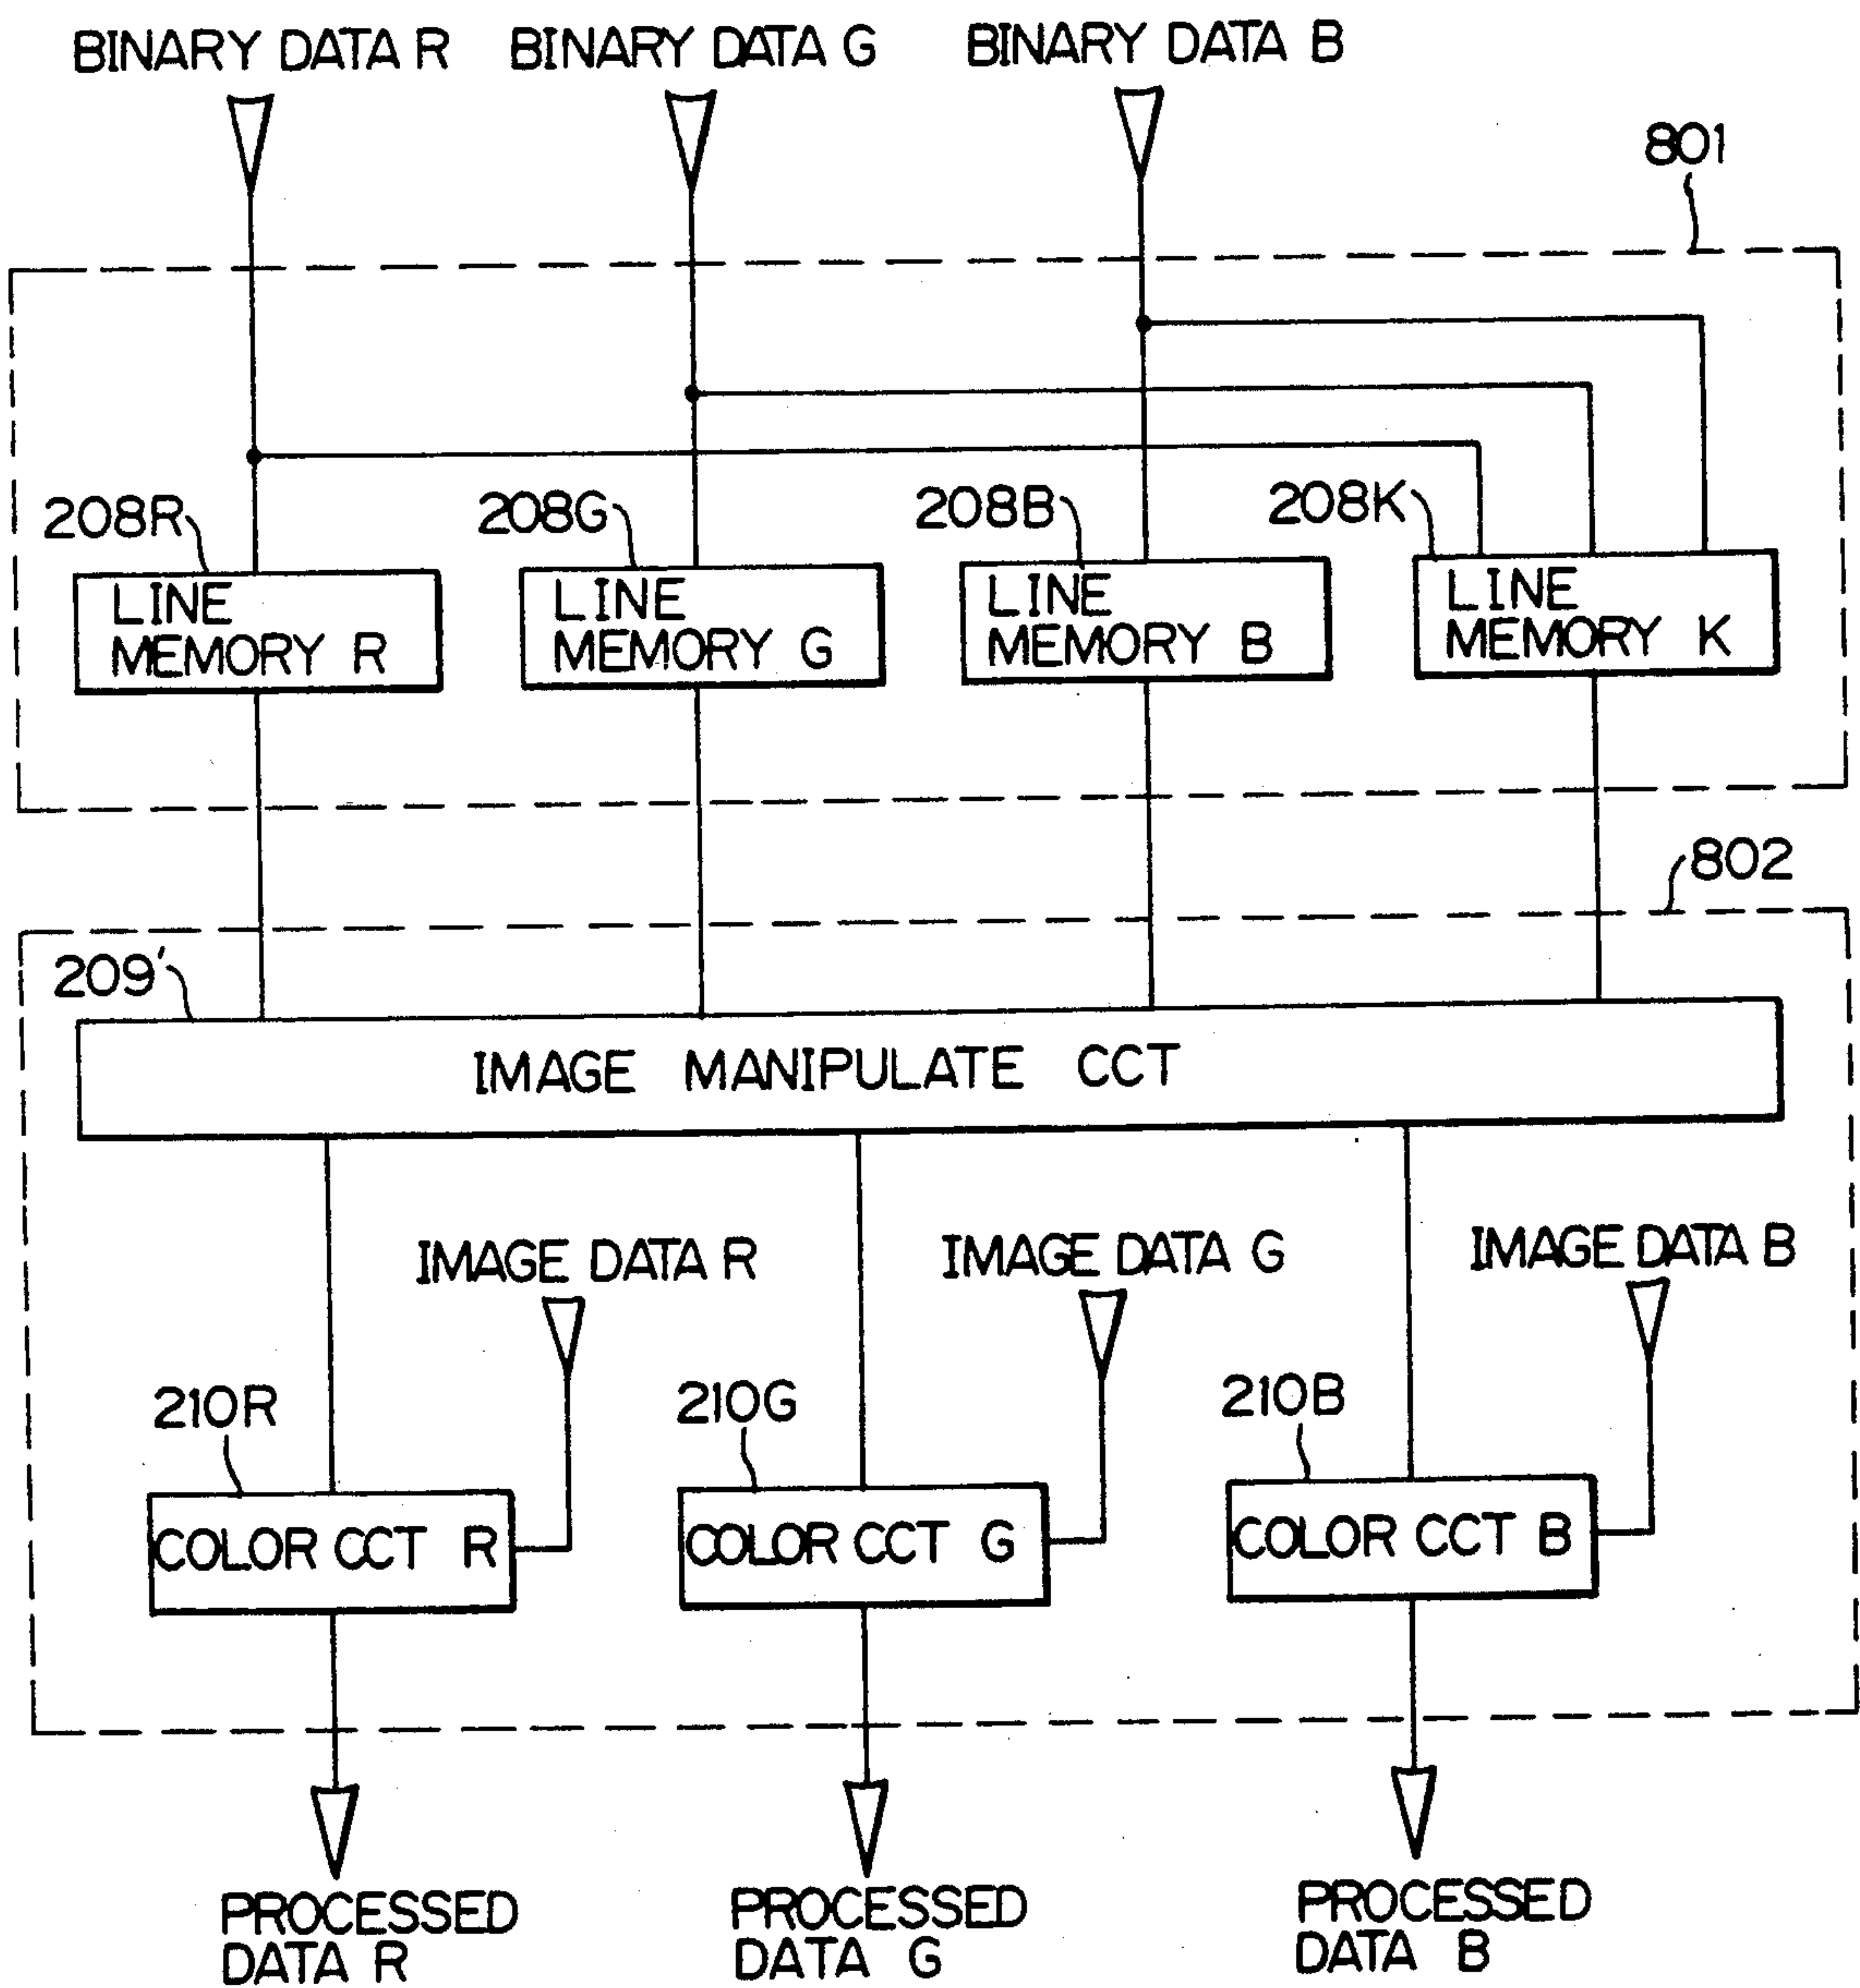 BINARY DATA R
BINARY DATA G
BINARY DATA B
801
208R
208G
208B
208K
LINE
MEMORY R
LINE
MEMORY G
LINE
MEMORY B
LINE
MEMORY K
802
209'
IMAGE MANIPULATE CCT
IMAGE DATA R
IMAGE DATA G
IMAGE DATA B
210R
210G
210B
COLOR CCT R
COLOR CCT G
COLOR CCT B
PROCESSED
DATA R
PROCESSED
DATA G
PROCESSED
DATA B